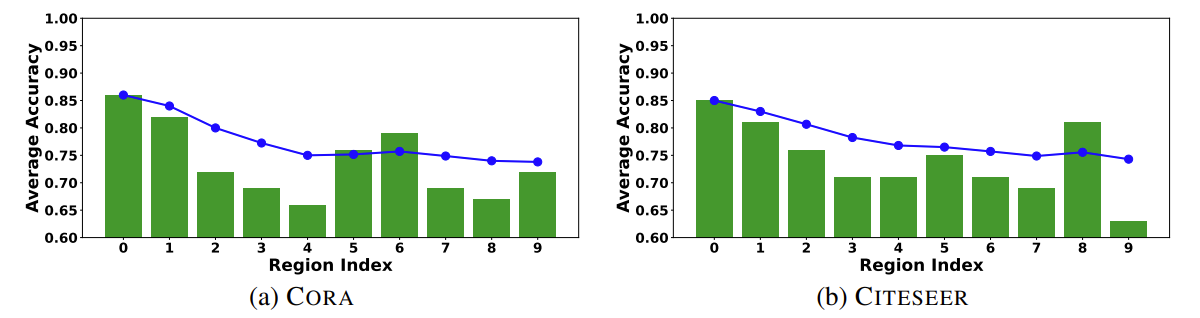 1.00
0.95
0.90
0.85
0.80
0.75
0.70
0.65
0.60
Average Accuracy
0 1 2 3 4 5 6 7 8 9
Region Index
(a) CORA
1.00
0.95
0.90
0.85
0.80
0.75
0.70
0.65
0.60
Average Accuracy
0 1 2 3 4 5 6 7 8 9
Region Index
(b) CITESEER